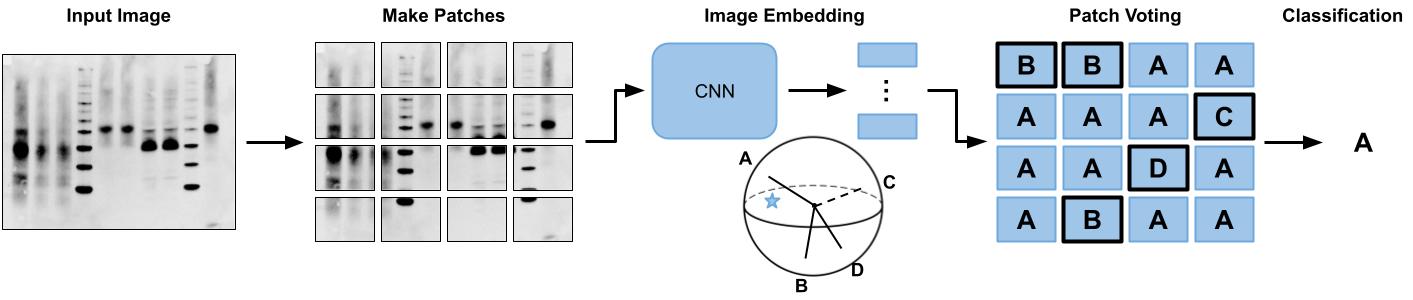 Input Image
Make Patches
Image Embedding
Patch Voting
Classification
CNN
A
C
B
D
B B A A
A A A C
A A D A
A B A A
A